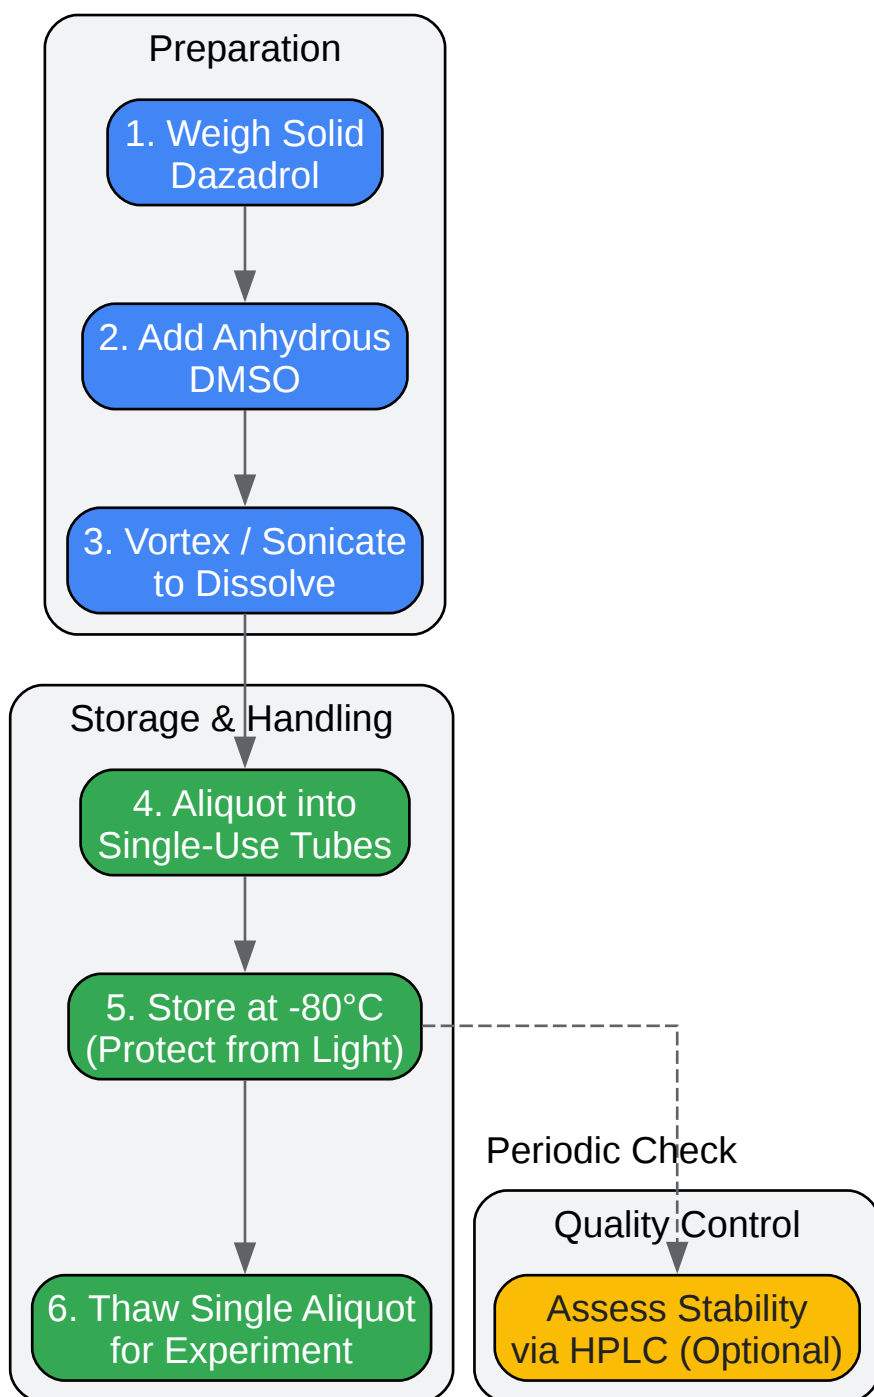 Preparation
1. Weigh Solid
Dazadrol
2. Add Anhydrous
DMSO
3. Vortex / Sonicate
to Dissolve
Storage & Handling
4. Aliquot into
Single-Use Tubes
5. Store at -80°C
(Protect from Light)
Periodic Check
Quality Control
6. Thaw Single Aliquot
for Experiment
Assess Stability
via HPLC (Optional)